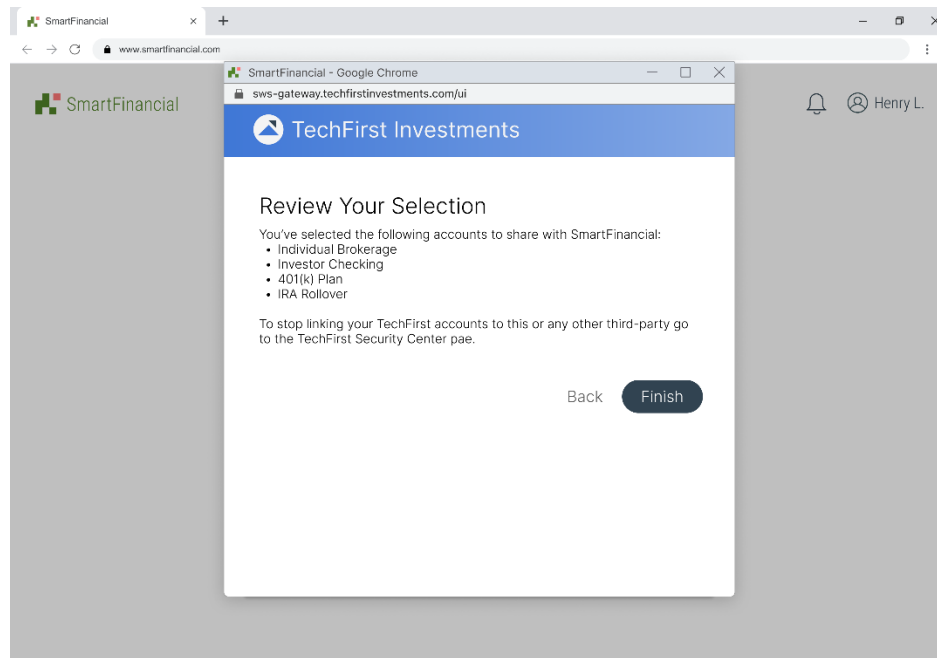 SmartFinancial
www.smartfinancial.com
SmartFinancial
Henry L.
SmartFinancial - Google Chrome
sws-gateway.techfirstinvestments.com/ui
TechFirst Investments
Review Your Selection
You've selected the following accounts to share with SmartFinancial:
• Individual Brokerage
• Investor Checking
• 401(k) Plan
• IRA Rollover
To stop linking your TechFirst accounts to this or any other third-party go
to the TechFirst Security Center pae.
Back Finish